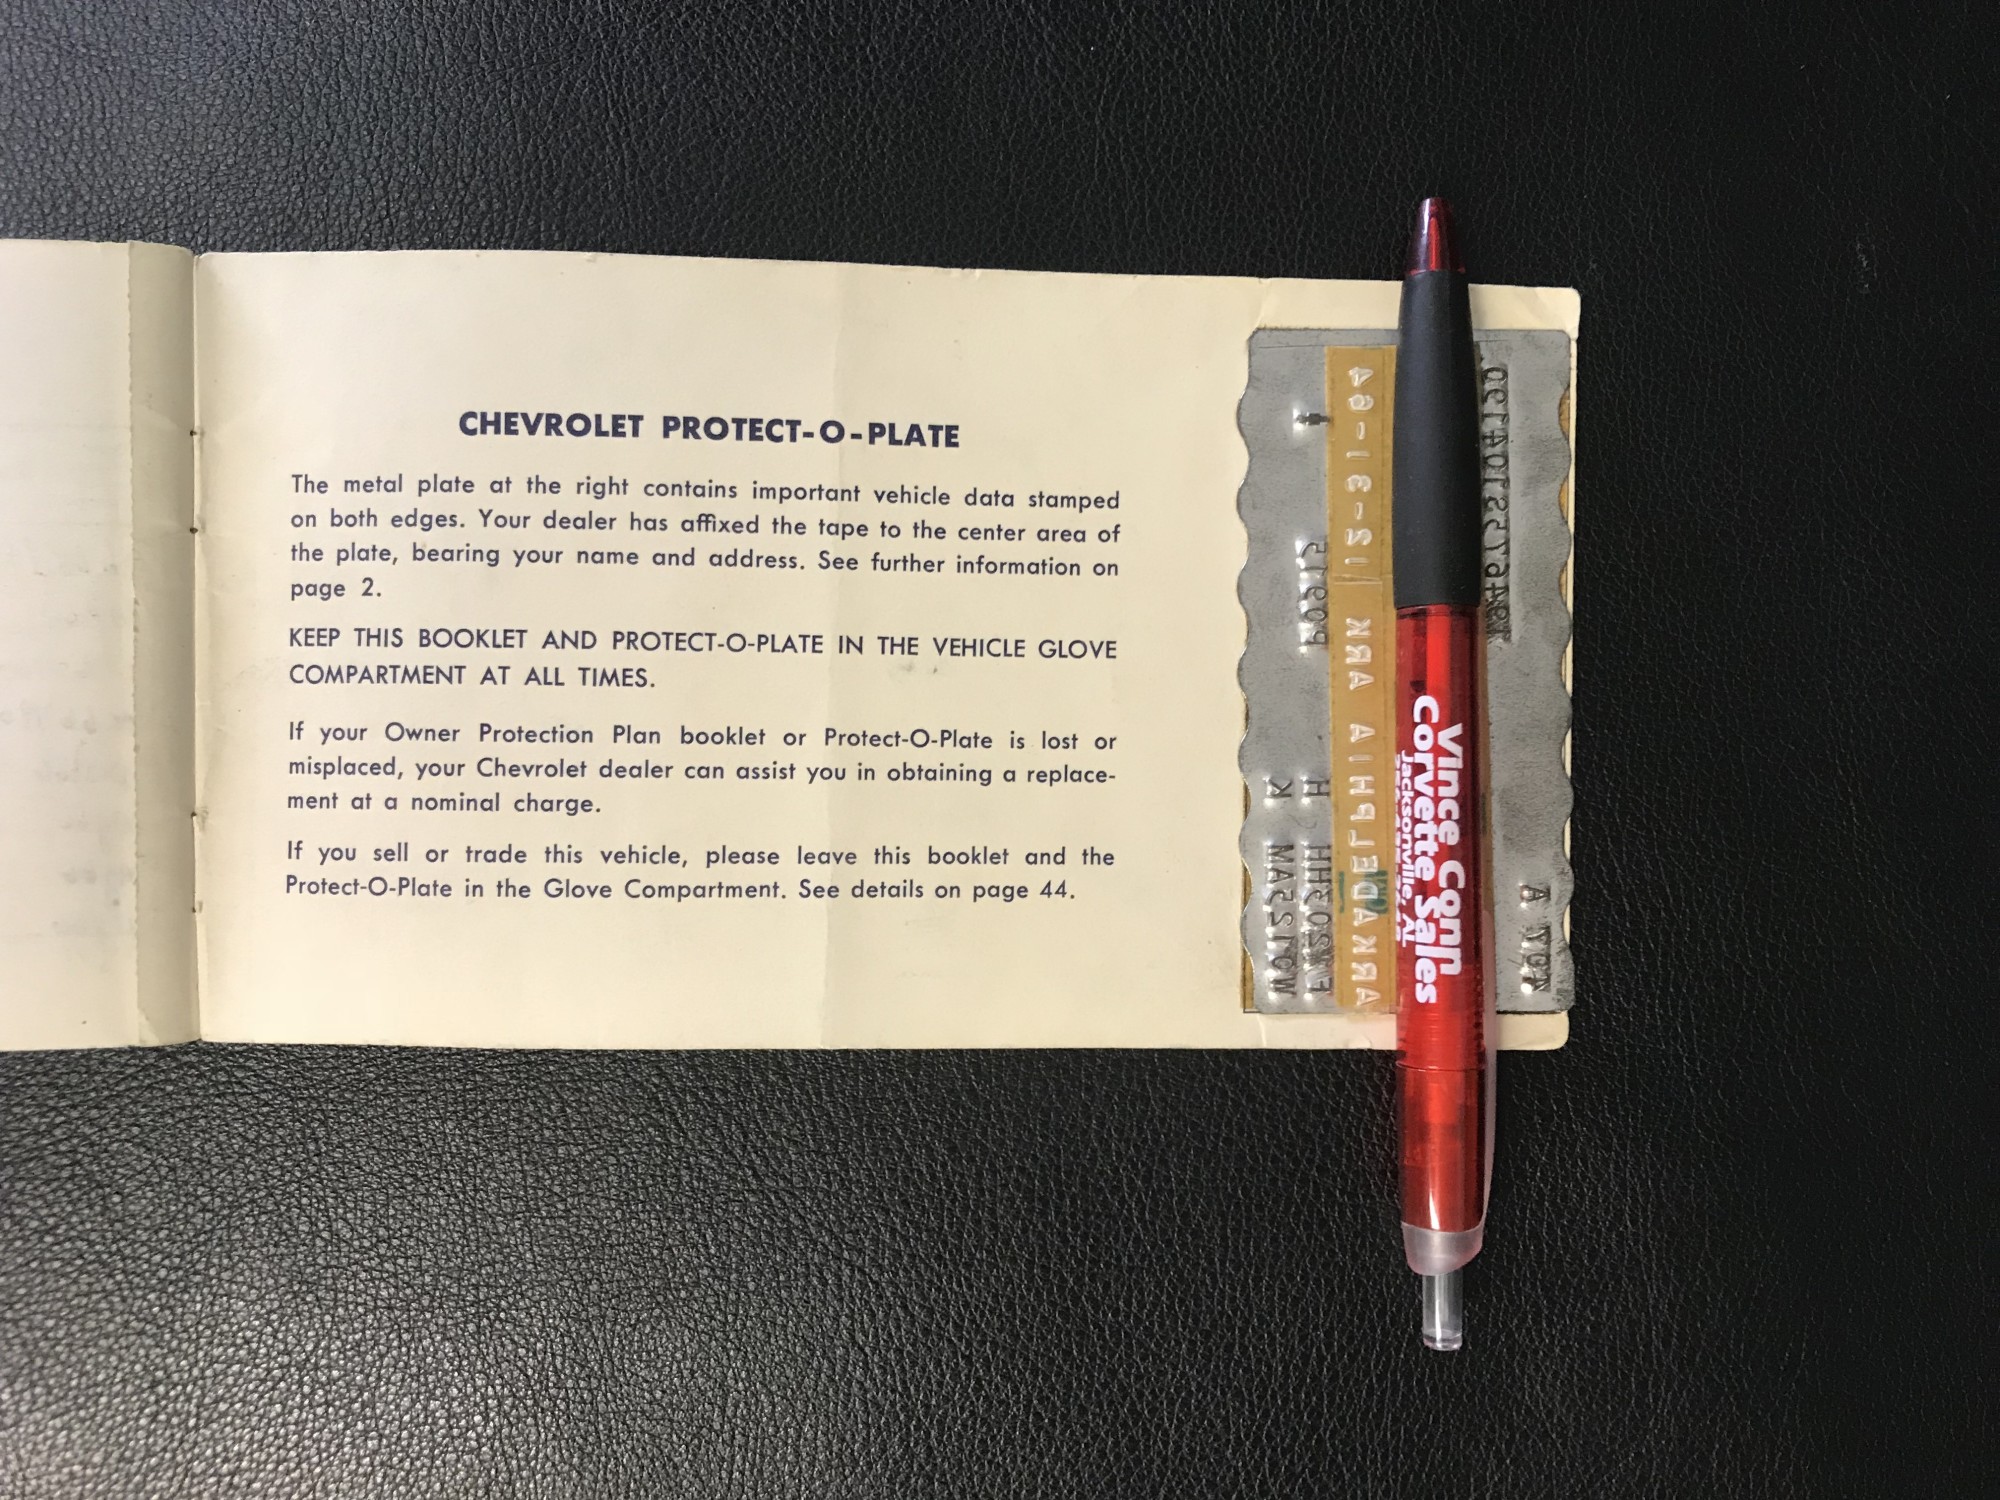 CHEVROLET PROTECT-O-PLATE
The metal plate at the right contains important vehicle data stamped
on both edges. Your dealer has affixed the tape to the center area of
the plate, bearing your name and address. See further information on
page 2.
KEEP THIS BOOKLET AND PROTECT-O-PLATE IN THE VEHICLE GLOVE
COMPARTMENT AT ALL TIMES.
If your Owner Protection Plan booklet or Protect-O-Plate is lost or
misplaced, your Chevrolet dealer can assist you in obtaining a replace-
ment at a nominal charge.
If you sell or trade this vehicle, please leave this booklet and the
Protect-O-Plate in the Glove Compartment. See details on page 44.
ARKADELPHIA ARK 12-31-64
Vince Conn
Corvette Sales
Jacksonville, AL